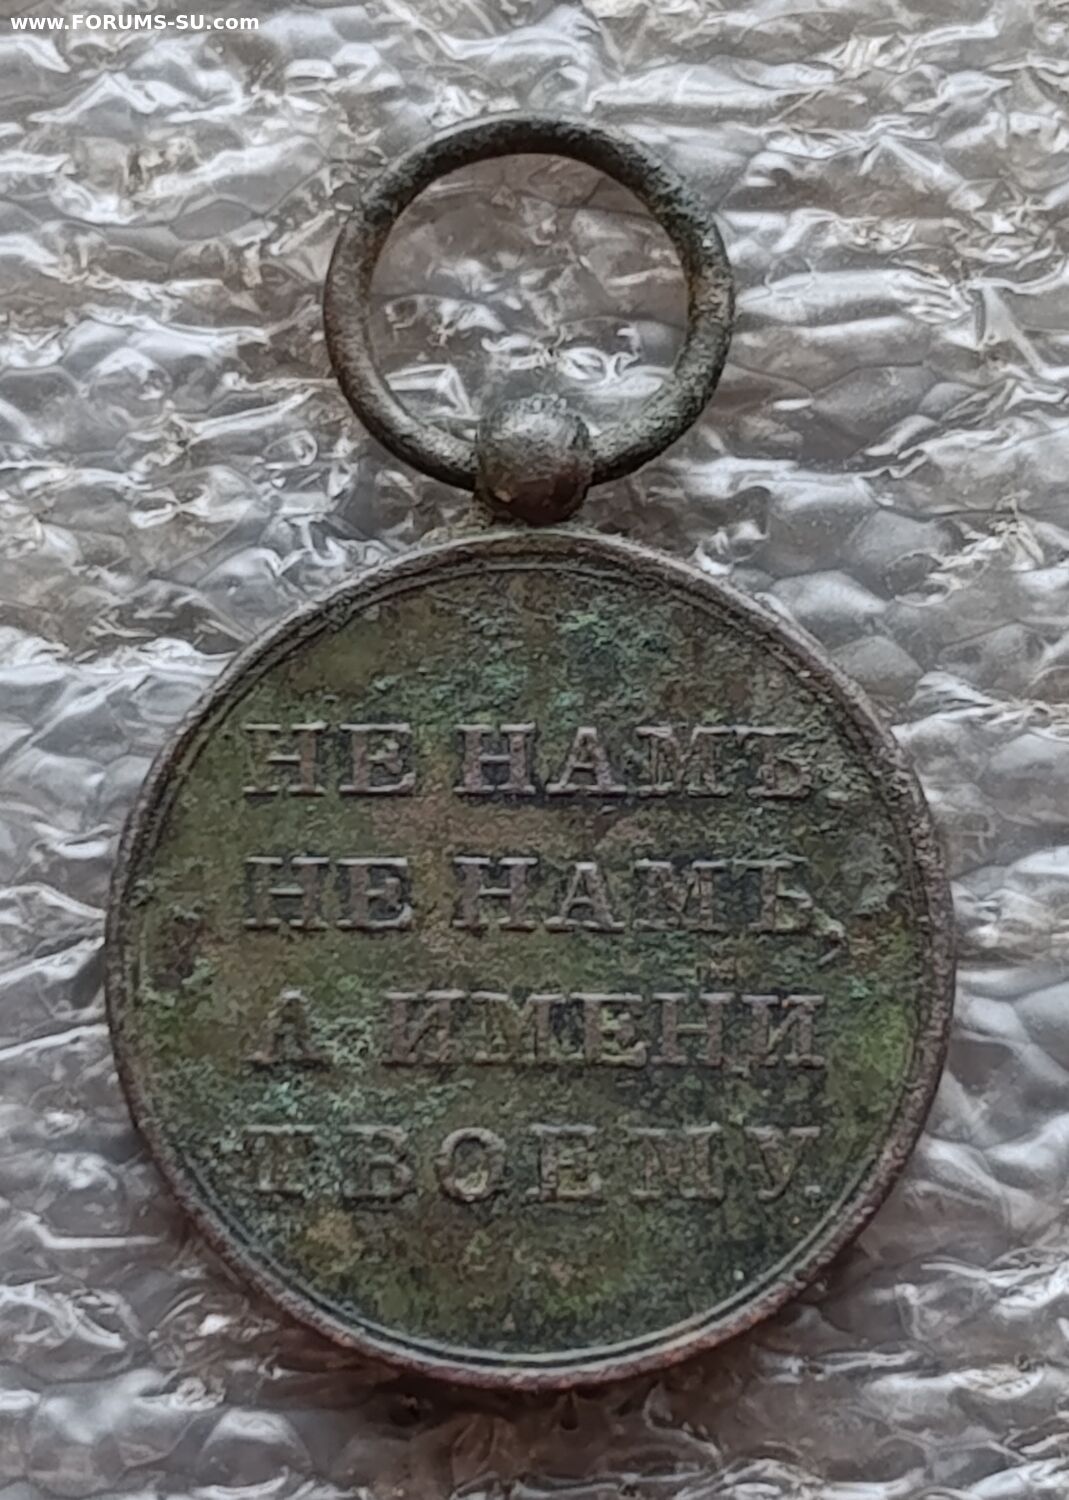 www.FORUMS-SU.com
НЕ НАМЪ
НЕ НАМЪ,
А ИМЕНИ
ТВОЕМУ.